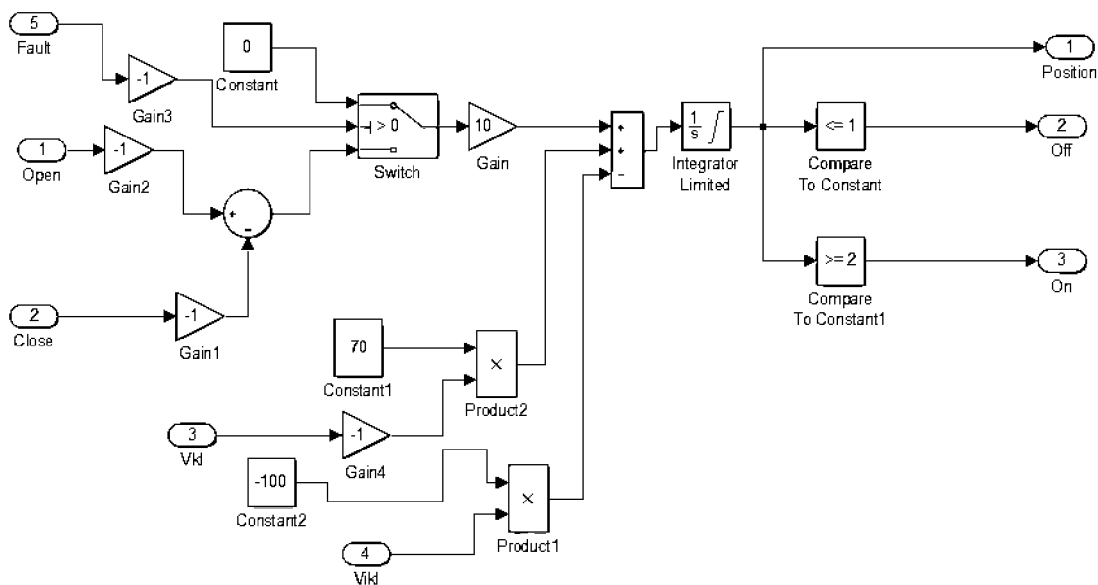 5
Fault
-1
Gain3
0
Constant
1
Open
-1
Gain2
> 0
Switch
10
Gain
+
-
+
+
-
1
s
Integrator
Limited
1
Position
<= 1
Compare
To Constant
2
Off
>= 2
Compare
To Constant1
3
On
2
Close
-1
Gain1
70
Constant1
×
Product2
3
Vkl
-1
Gain4
-100
Constant2
×
Product1
4
Vikl